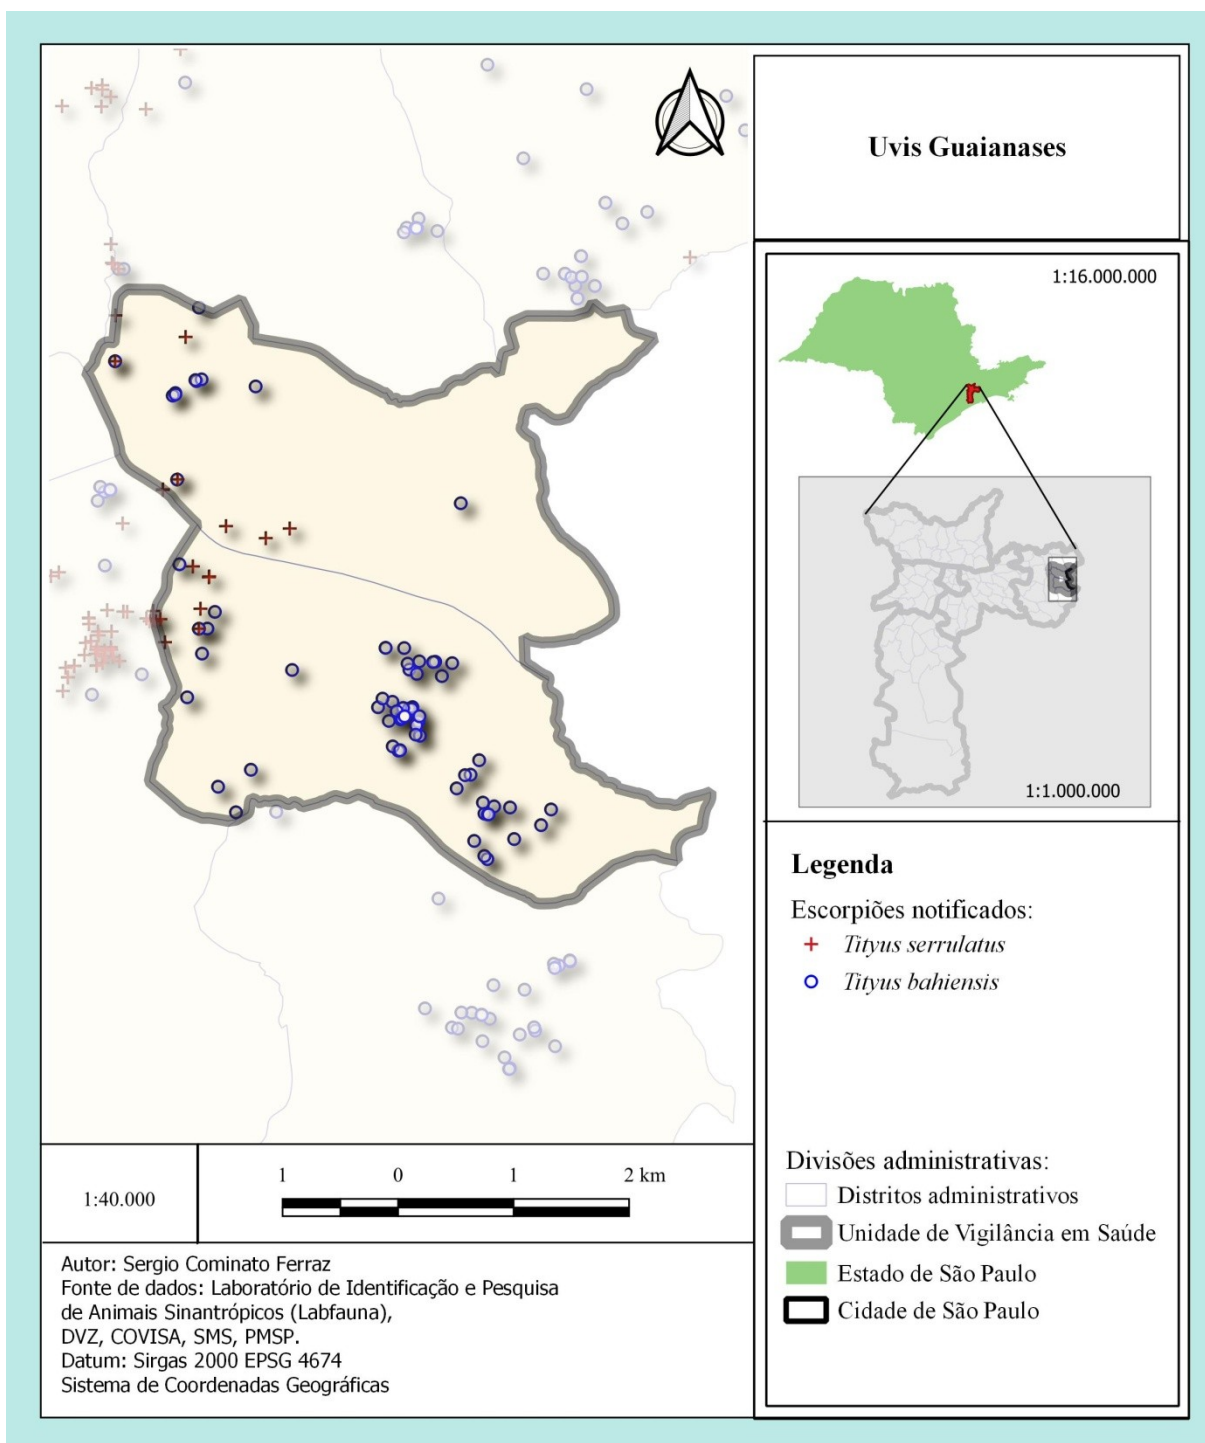 Uvis Guaianases
1:16.000.000
1:1.000.000
Legenda
Escorpiões notificados:
Tityus serrulatus
Tityus bahiensis
Divisões administrativas:
Distritos administrativos
Unidade de Vigilância em Saúde
Estado de São Paulo
Cidade de São Paulo
1:40.000
1 0 1 2 km
Autor: Sergio Cominato Ferraz
Fonte de dados: Laboratório de Identificação e Pesquisa
de Animais Sinantrópicos (Labfauna),
DVZ, COVISA, SMS, PMSP.
Datum: Sirgas 2000 EPSG 4674
Sistema de Coordenadas Geográficas